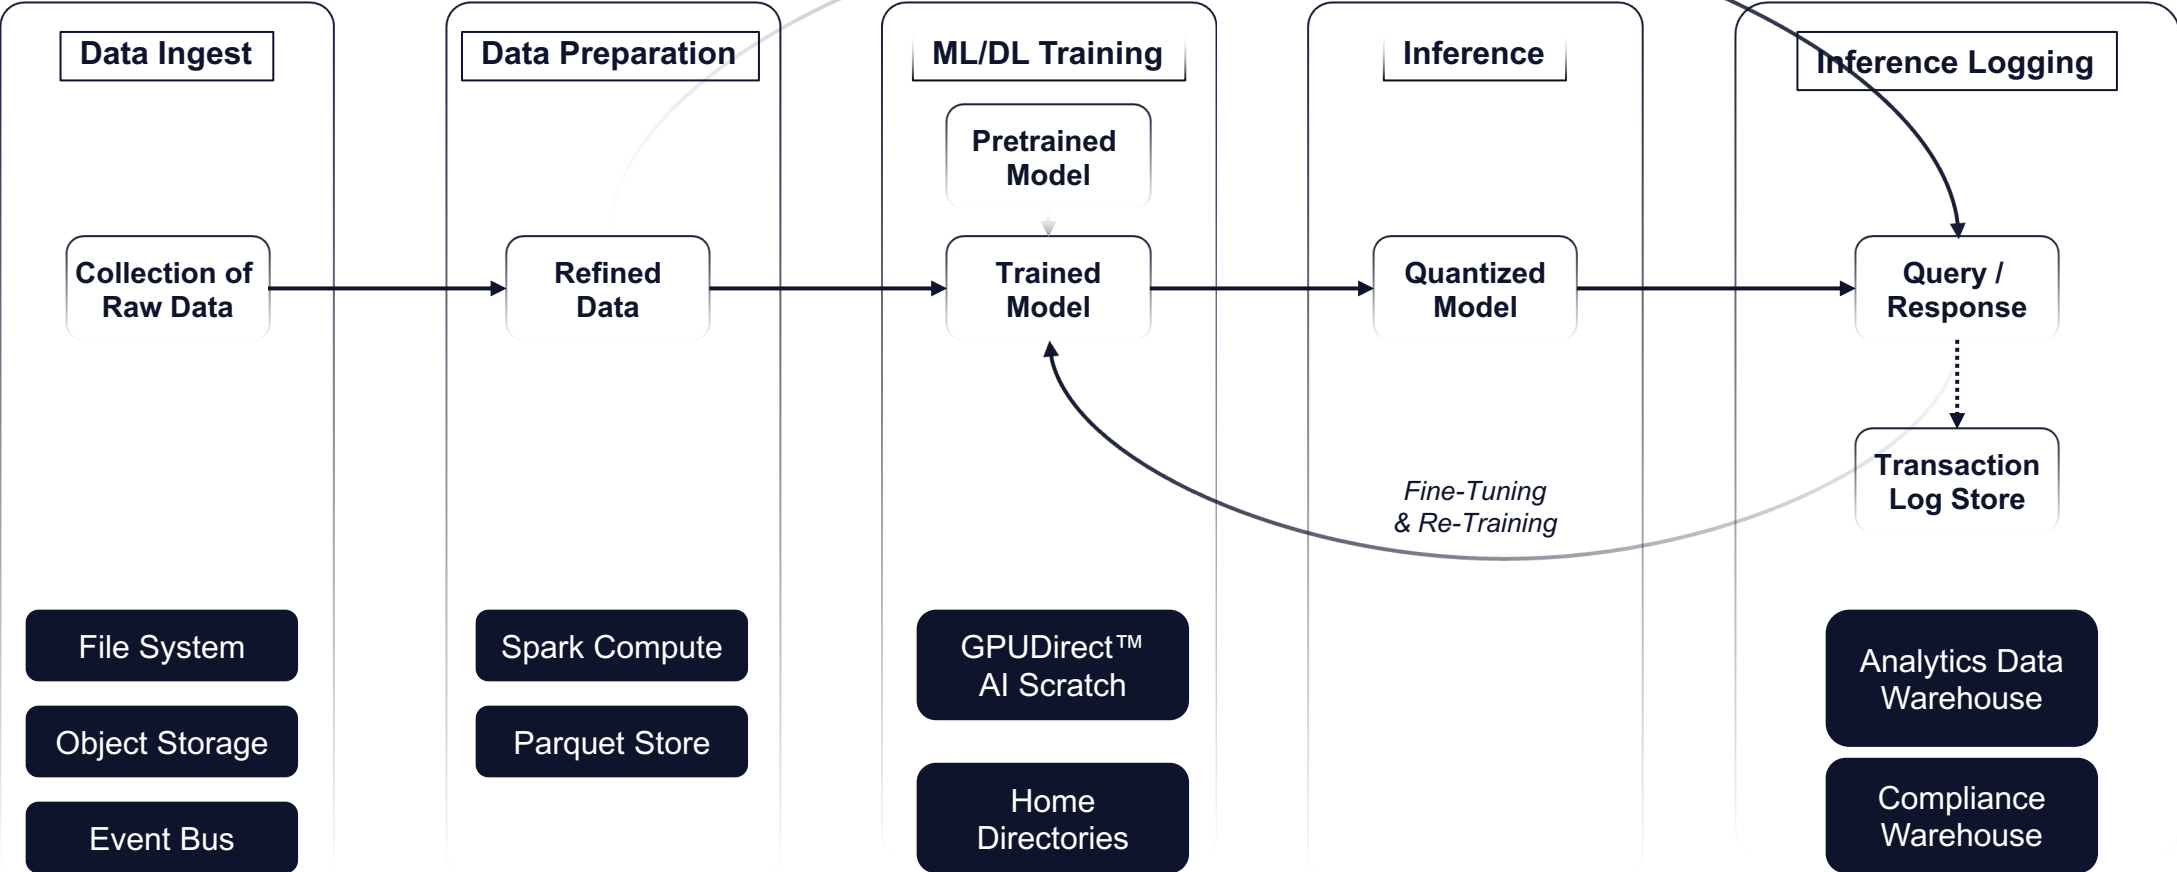 Data Ingest
Data Preparation
ML/DL Training
Inference
Inference Logging
Pretrained
Model
Collection of
Raw Data
Refined
Data
Trained
Model
Quantized
Model
Query /
Response
Fine-Tuning
& Re-Training
Transaction
Log Store
File System
Object Storage
Event Bus
Spark Compute
Parquet Store
GPUDirect™
AI Scratch
Home
Directories
Analytics Data
Warehouse
Compliance
Warehouse